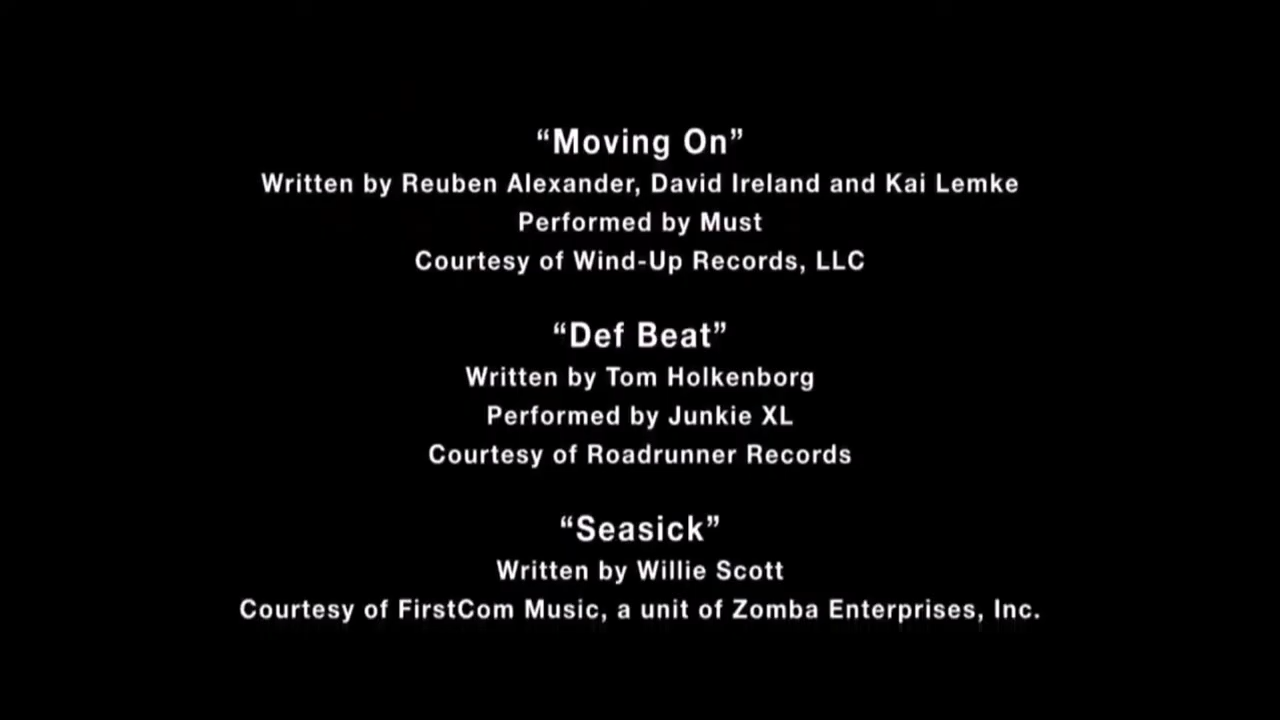 “Moving On”
Written by Reuben Alexander, David Ireland and Kai Lemke
Performed by Must
Courtesy of Wind-Up Records, LLC
“Def Beat”
Written by Tom Holkenborg
Performed by Junkie XL
Courtesy of Roadrunner Records
“Seasick”
Written by Willie Scott
Courtesy of FirstCom Music, a unit of Zomba Enterprises, Inc.